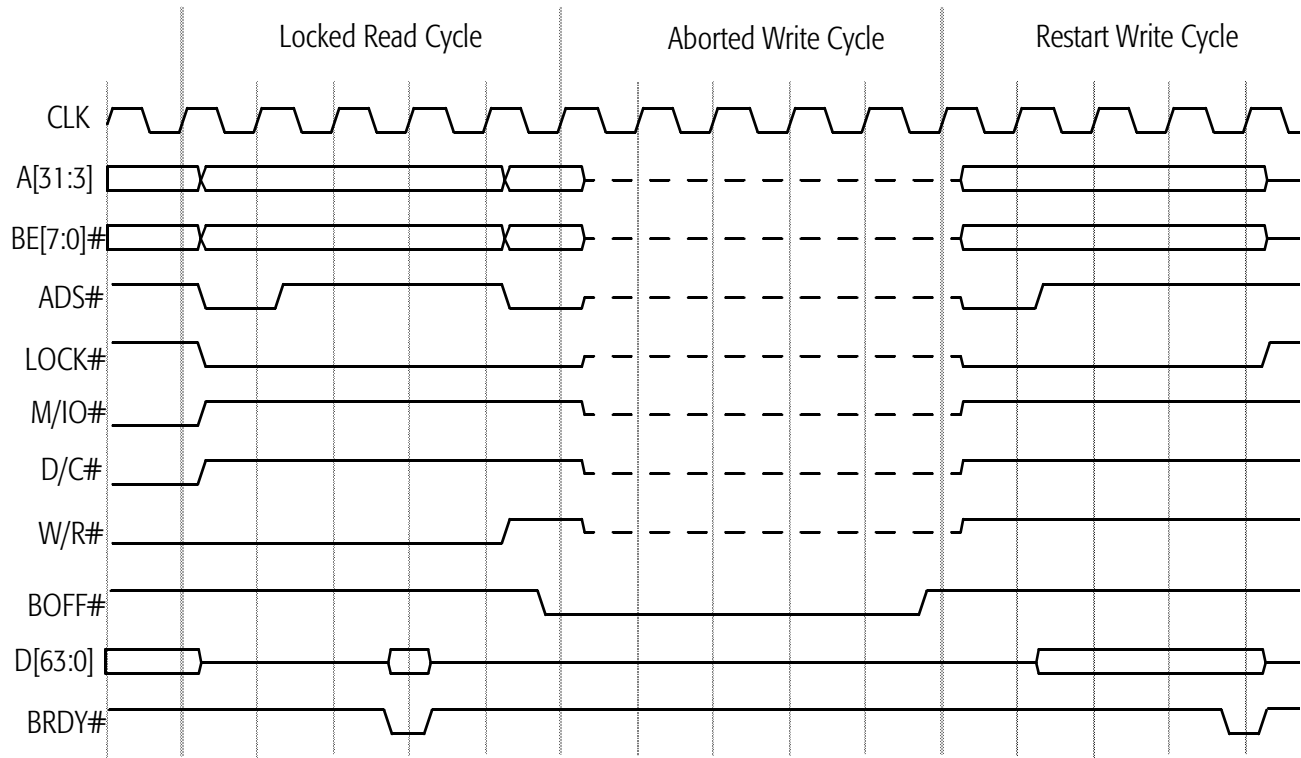 Locked Read Cycle Aborted Write Cycle Restart Write Cycle
CLK
A[31:3]
BE[7:0]#
ADS#
LOCK#
M/IO#
D/C#
W/R#
BOFF#
D[63:0]
BRDY#